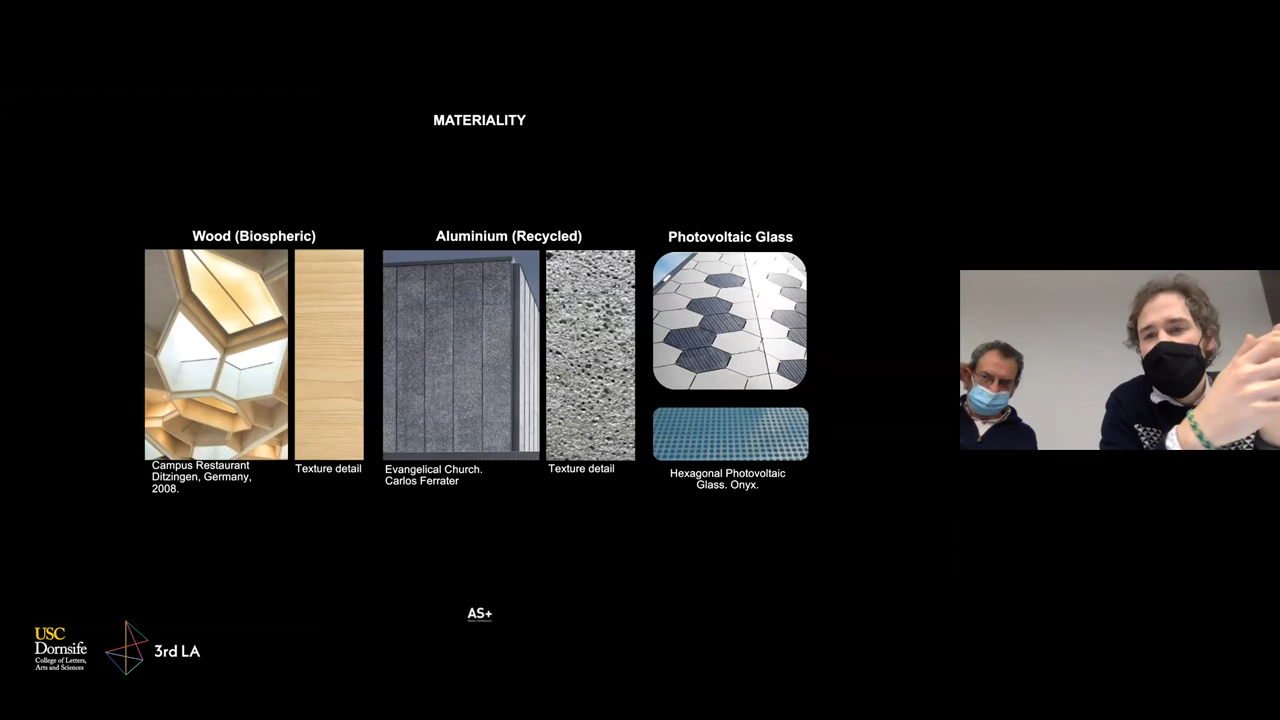 MATERIALITY
Wood (Biospheric)
Aluminium (Recycled)
Photovoltaic Glass
Campus Restaurant
Ditzingen, Germany,
2008.
Texture detail
Evangelical Church.
Carlos Ferrater
Texture detail
Hexagonal Photovoltaic
Glass. Onyx.
AS+
USC
Dornsife
College of Letters,
Arts and Sciences
3rd LA